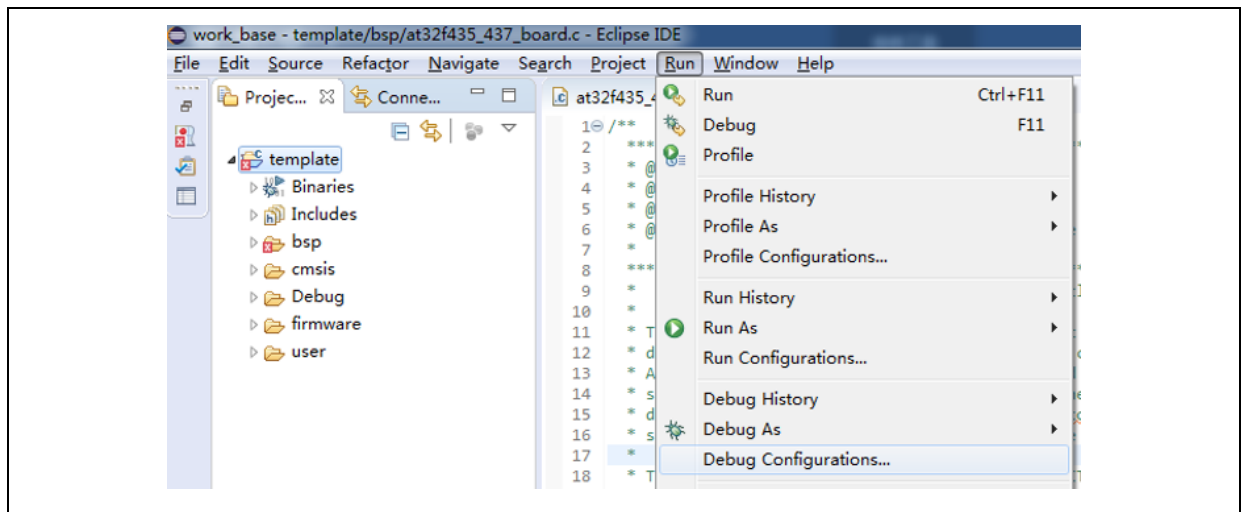 work_base - template/bsp/at32f435_437_board.c - Eclipse IDE
File Edit Source Refactor Navigate Search Project Run Window Help
Projec... Conne...
template
Binaries
Includes
bsp
cmsis
Debug
firmware
user
at32f435_4
1 /**
2 ***
3 * @
4 * @
5 * @
6 * @
7 *
8 ***
9 *
10 *
11 * T
12 * d
13 * A
14 * s
15 * d
16 * s
17 *
18 * T
Run Ctrl+F11
Debug F11
Profile
Profile History
Profile As
Profile Configurations...
Run History
Run As
Run Configurations...
Debug History
Debug As
Debug Configurations...